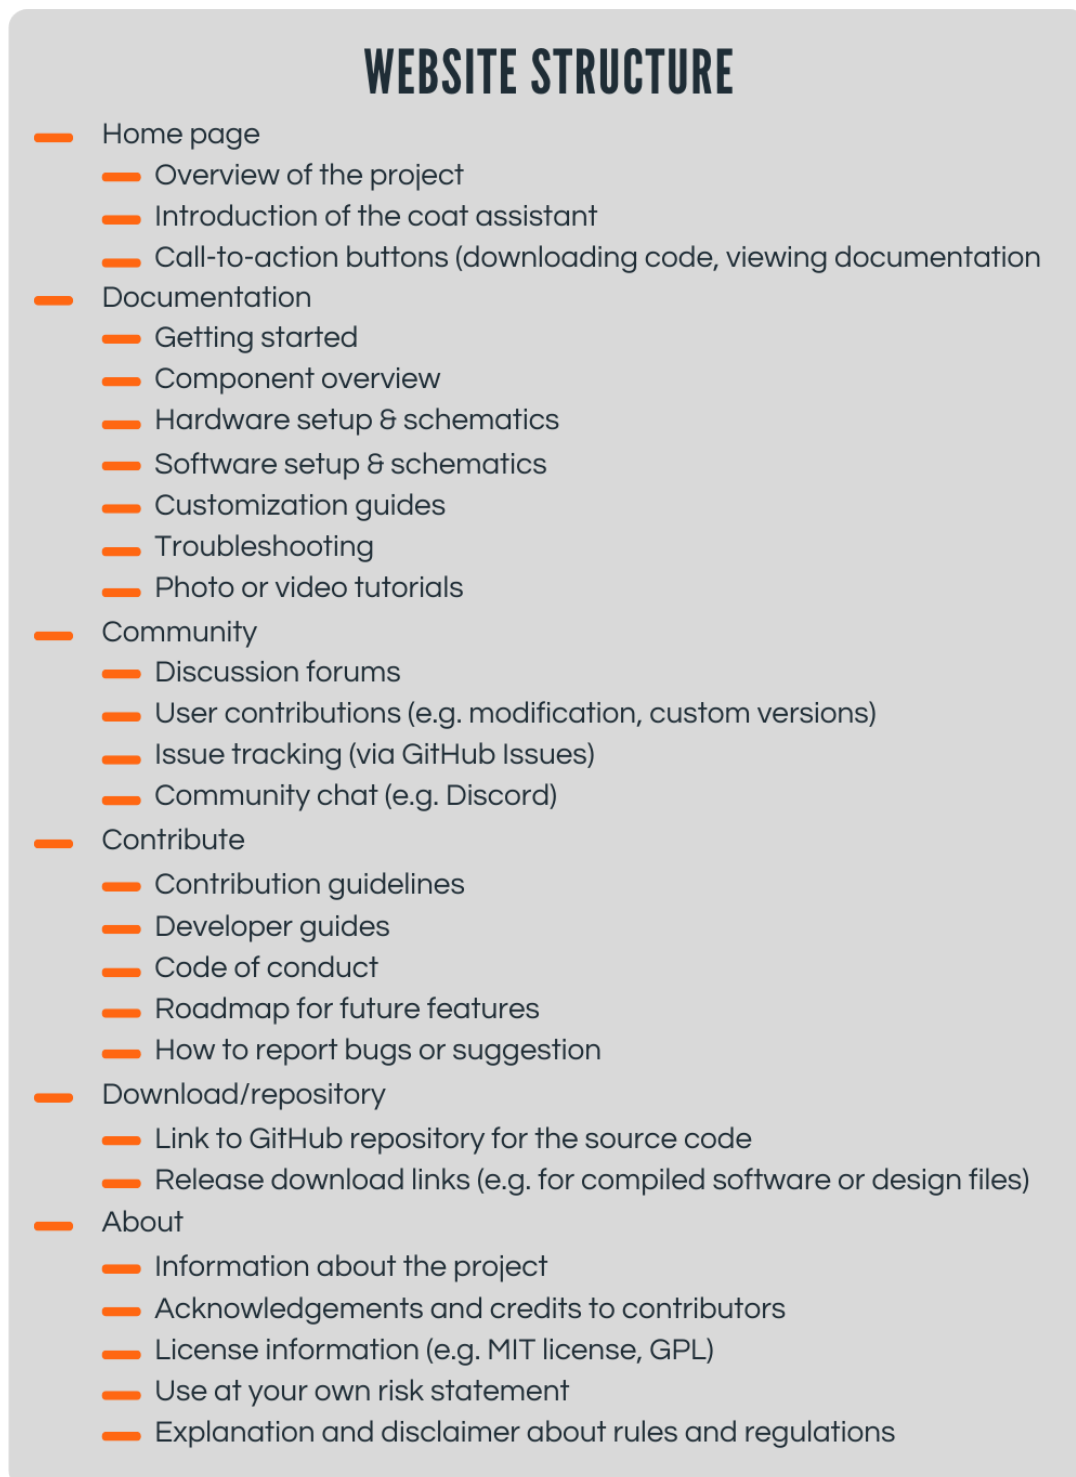 WEBSITE STRUCTURE
Home page
Overview of the project
Introduction of the coat assistant
Call-to-action buttons (downloading code, viewing documentation
Documentation
Getting started
Component overview
Hardware setup & schematics
Software setup & schematics
Customization guides
Troubleshooting
Photo or video tutorials
Community
Discussion forums
User contributions (e.g. modification, custom versions)
Issue tracking (via GitHub Issues)
Community chat (e.g. Discord)
Contribute
Contribution guidelines
Developer guides
Code of conduct
Roadmap for future features
How to report bugs or suggestion
Download/repository
Link to GitHub repository for the source code
Release download links (e.g. for compiled software or design files)
About
Information about the project
Acknowledgements and credits to contributors
License information (e.g. MIT license, GPL)
Use at your own risk statement
Explanation and disclaimer about rules and regulations